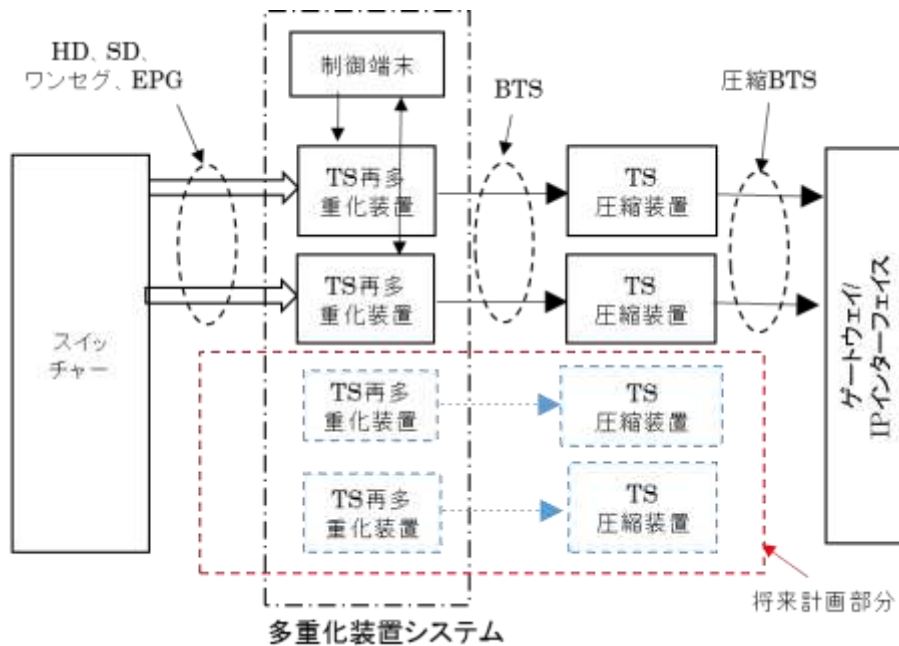 HD、SD、
ワンセグ、EPG
制御端末
BTS
圧縮BTS
スイッ
チャー
TS再多
重化装置
TS
圧縮装置
TS再多
重化装置
TS
圧縮装置
TS再多
重化装置
TS
圧縮装置
TS再多
重化装置
TS
圧縮装置
ゲートウェイ/
IPインターフェイス
将来計画部分
多重化装置システム